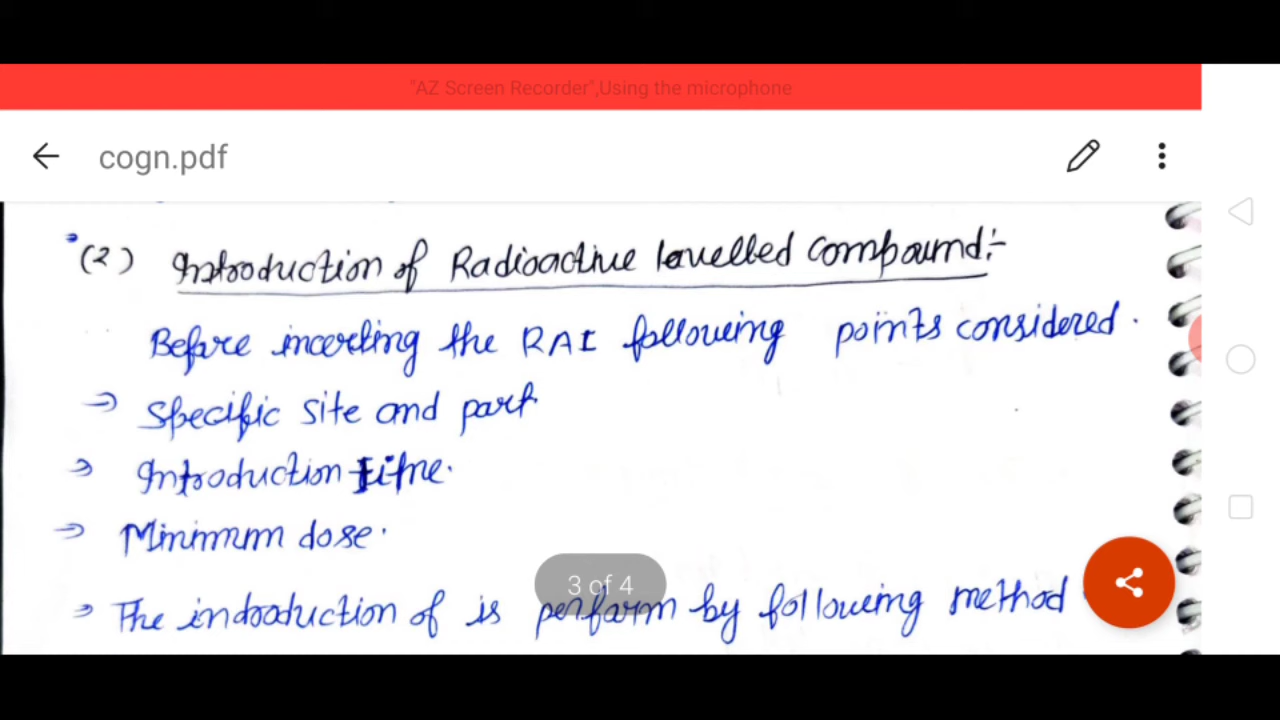 "AZ Screen Recorder",Using the microphone
cogn.pdf
(2) Introduction of Radioactive levelled compound:-
Before incerting the RAI following points considered.
→ Specific site and part
→ Introduction time.
→ Minimum dose.
3 of 4
→ The indroduction of is perform by following method